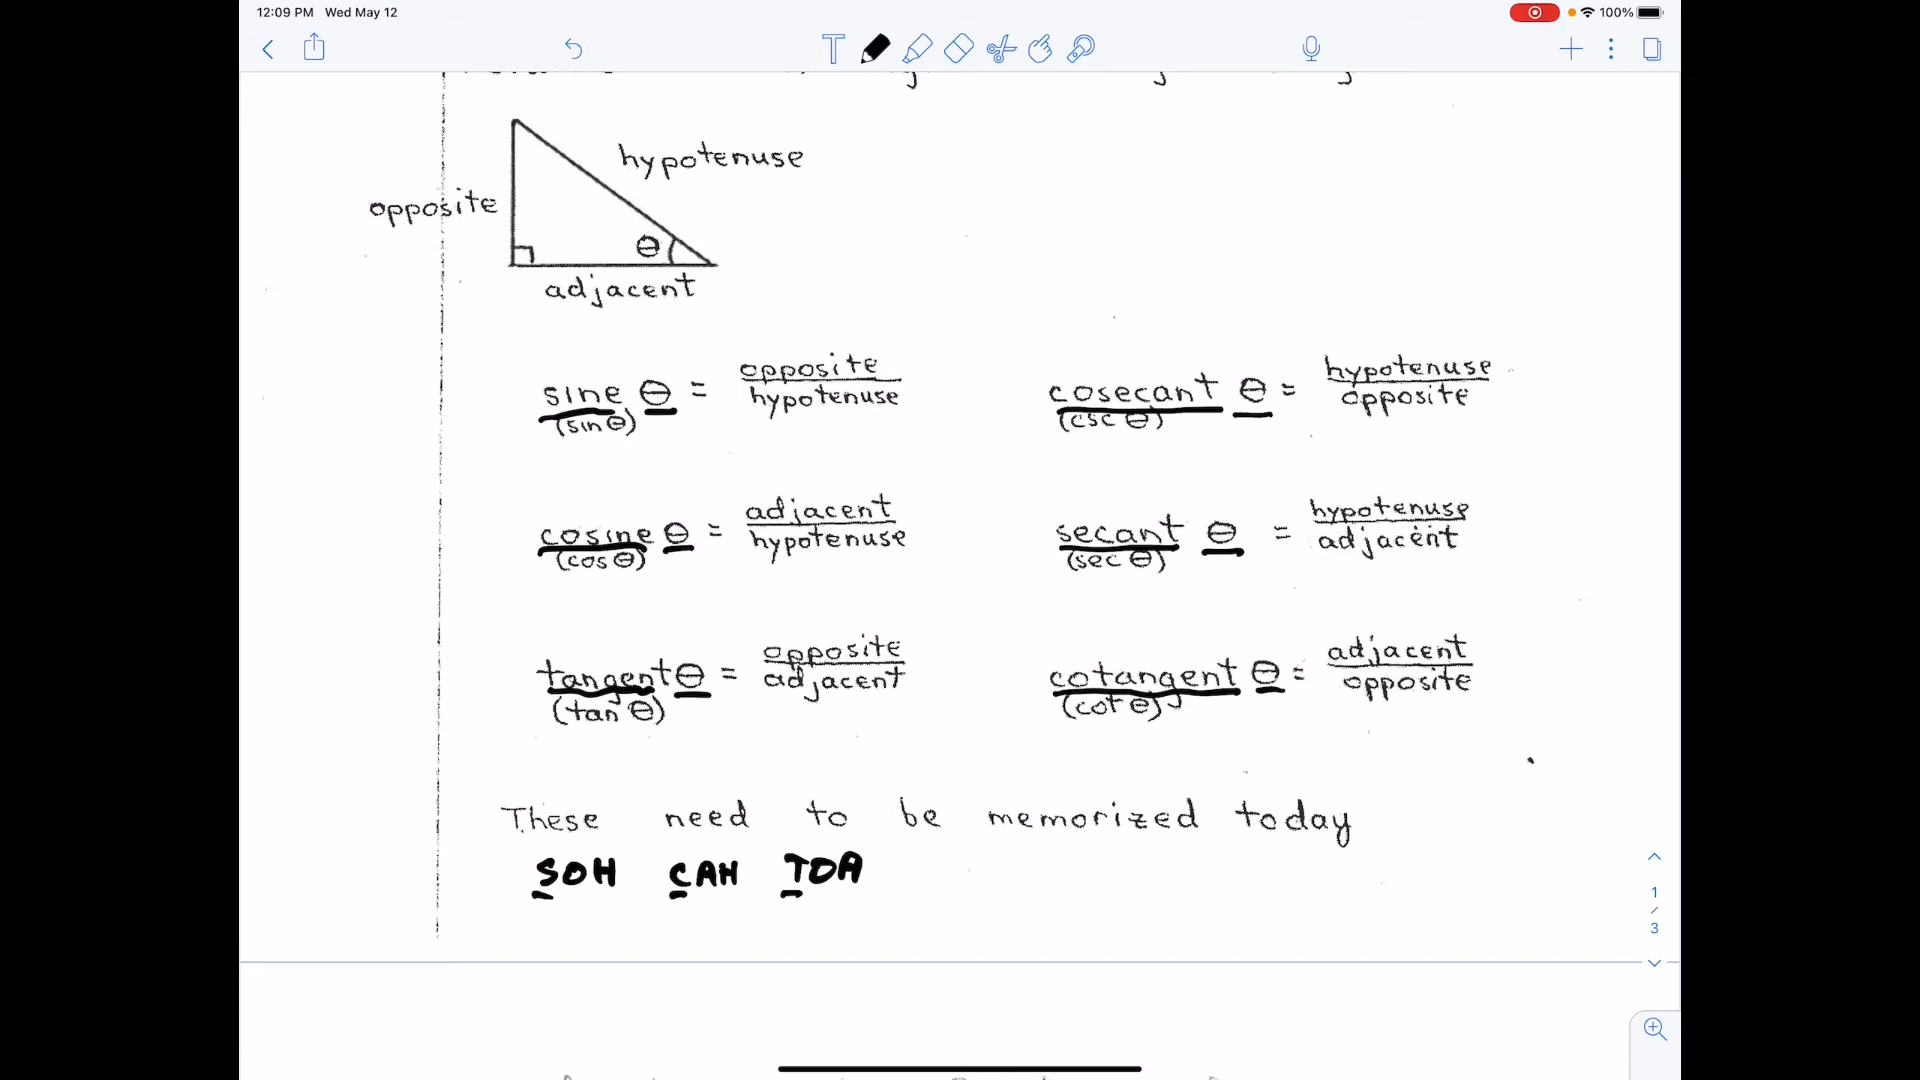 12:09 PM Wed May 12
100%
hypotenuse
opposite
θ
adjacent
sine θ = opposite / hypotenuse
(sin θ)
cosecant θ = hypotenuse / opposite
(csc θ)
cosine θ = adjacent / hypotenuse
(cos θ)
secant θ = hypotenuse / adjacent
(sec θ)
tangent θ = opposite / adjacent
(tan θ)
cotangent θ = adjacent / opposite
(cot θ)
These need to be memorized today
SOH CAH TOA
1
/
3